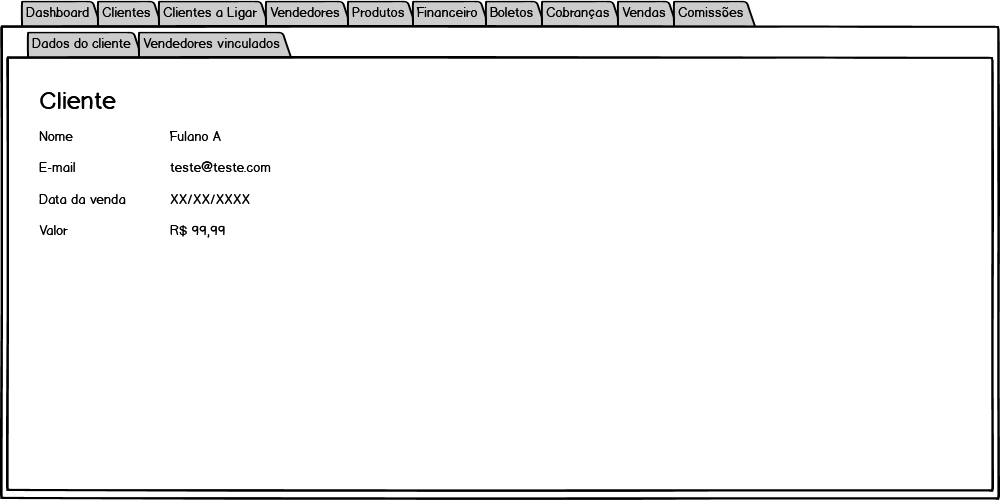 Dashboard Clientes Clientes a Ligar Vendedores Produtos Financeiro Boletos Cobranças Vendas Comissões
Dados do cliente Vendedores vinculados
Cliente
Nome Fulano A
E-mail teste@teste.com
Data da venda XX/XX/XXXX
Valor R$ 99,99